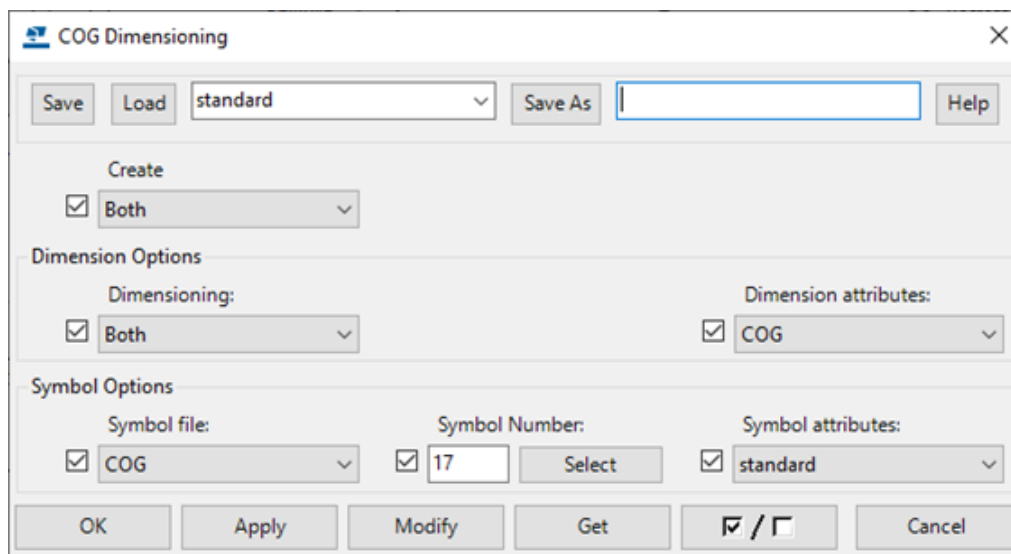 COG Dimensioning
Save Load standard Save As Help
Create
Both
Dimension Options
Dimensioning: Dimension attributes:
Both COG
Symbol Options
Symbol file: Symbol Number: Symbol attributes:
COG 17 Select standard
OK Apply Modify Get / Cancel